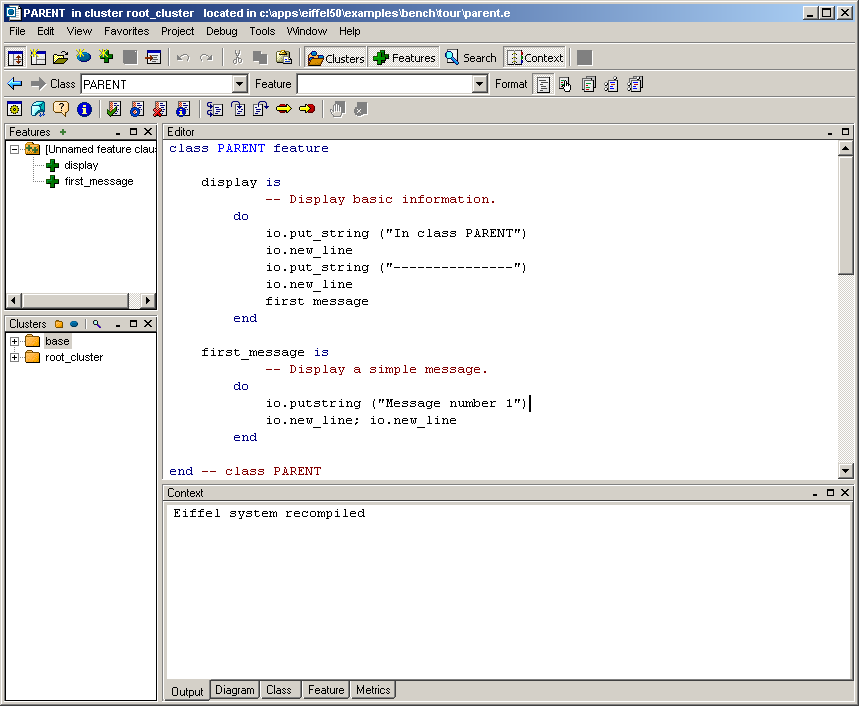 PARENT in cluster root_cluster located in c:\apps\eiffel50\examples\bench\tour\parent.e
File Edit View Favorites Project Debug Tools Window Help
Clusters Features Search Context
Class PARENT Feature Format
Features
[Unnamed feature clau
display
first_message
Clusters
base
root_cluster
Editor
class PARENT feature
display is
-- Display basic information.
do
io.put_string ("In class PARENT")
io.new_line
io.put_string ("---------------")
io.new_line
first message
end
first_message is
-- Display a simple message.
do
io.putstring ("Message number 1")
io.new_line; io.new_line
end
end -- class PARENT
Context
Eiffel system recompiled
Output Diagram Class Feature Metrics